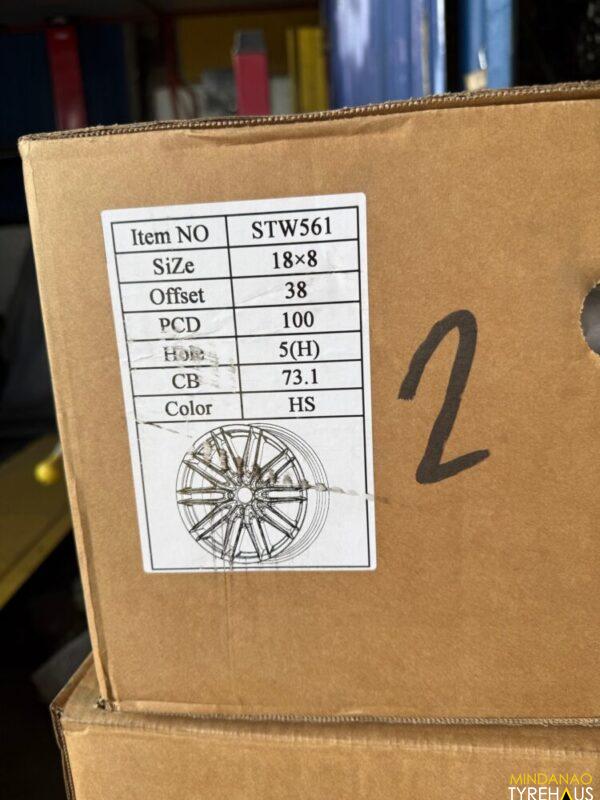 Item NO STW561
SiZe 18×8
Offset 38
PCD 100
Hole 5(H)
CB 73.1
Color HS
2
MINDANAO
TYREHAUS